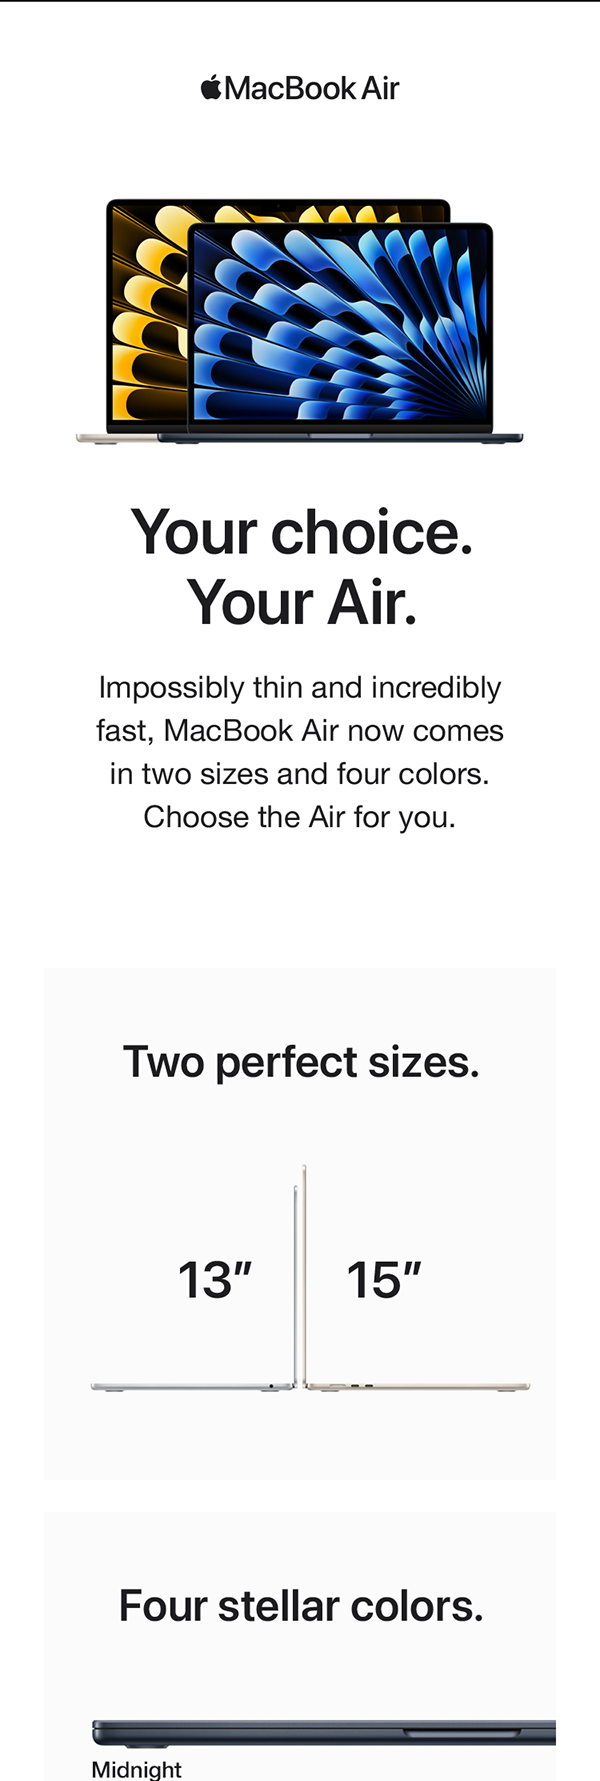 MacBook Air
Your choice.
Your Air.
Impossibly thin and incredibly
fast, MacBook Air now comes
in two sizes and four colors.
Choose the Air for you.
Two perfect sizes.
13”
15”
Four stellar colors.
Midnight